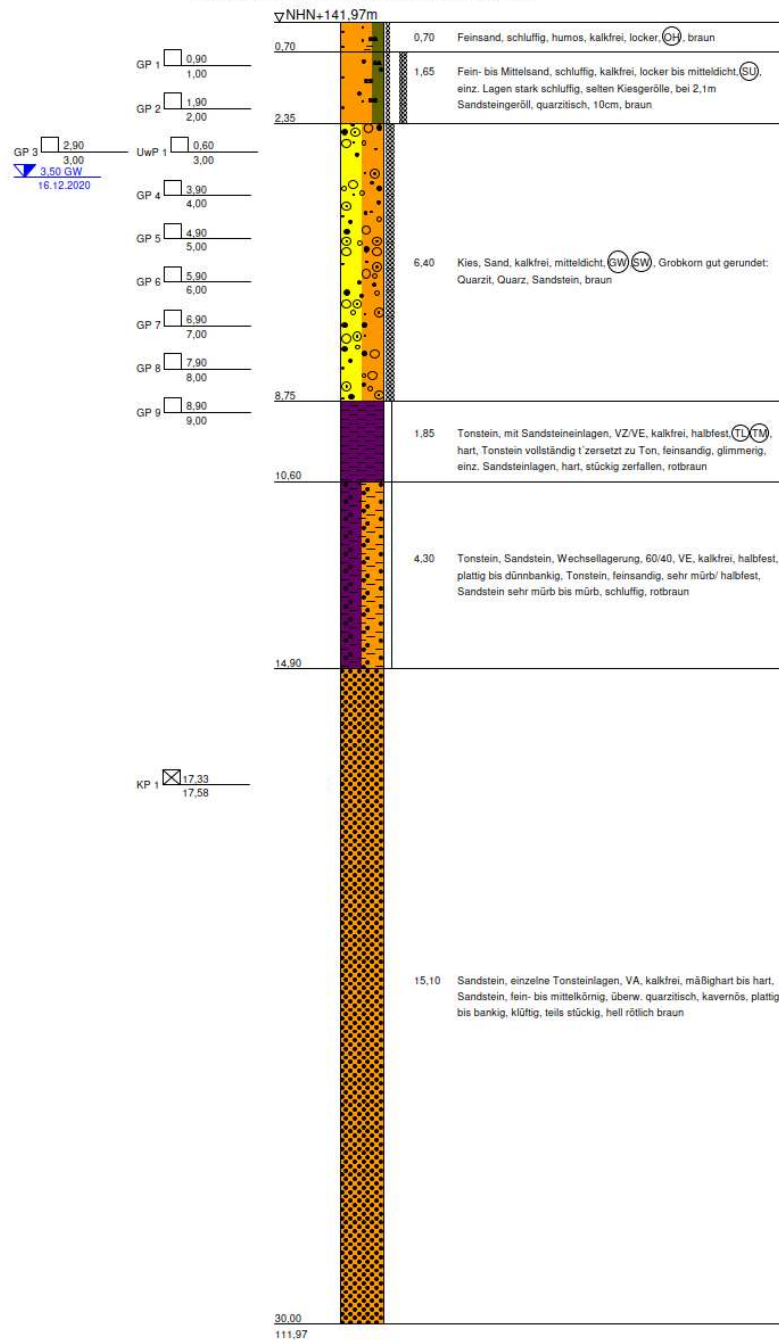 NHN+141,97m
0,70 Feinsand, schluffig, humos, kalkfrei, locker, OH, braun
0,70
GP 1 0,90
1,00
1,65 Fein- bis Mittelsand, schluffig, kalkfrei, locker bis mitteldicht, SU,
einz. Lagen stark schluffig, selten Kiesgerölle, bei 2,1m
Sandsteingeröll, quarzitisch, 10cm, braun
GP 2 1,90
2,00
2,35
GP 3 2,90
3,00
UwP 1 0,60
3,00
3,50 GW
16.12.2020
GP 4 3,90
4,00
GP 5 4,90
5,00
6,40 Kies, Sand, kalkfrei, mitteldicht, GW, SW, Grobkorn gut gerundet:
Quarzit, Quarz, Sandstein, braun
GP 6 5,90
6,00
GP 7 6,90
7,00
GP 8 7,90
8,00
8,75
GP 9 8,90
9,00
1,85 Tonstein, mit Sandsteineinlagen, VZ/VE, kalkfrei, halbfest, TL, TM,
hart, Tonstein vollständig t`zersetzt zu Ton, feinsandig, glimmerig,
einz. Sandsteinlagen, hart, stückig zerfallen, rotbraun
10,60
4,30 Tonstein, Sandstein, Wechsellagerung, 60/40, VE, kalkfrei, halbfest,
plattig bis dünnbankig, Tonstein, feinsandig, sehr mürb/ halbfest,
Sandstein sehr mürb bis mürb, schluffig, rotbraun
14,90
KP 1 17,33
17,58
15,10 Sandstein, einzelne Tonsteinlagen, VA, kalkfrei, mäßighart bis hart,
Sandstein, fein- bis mittelkörnig, überw. quarzitisch, kavernös, plattig
bis bankig, klüftig, teils stückig, hell rötlich braun
30,00
111,97